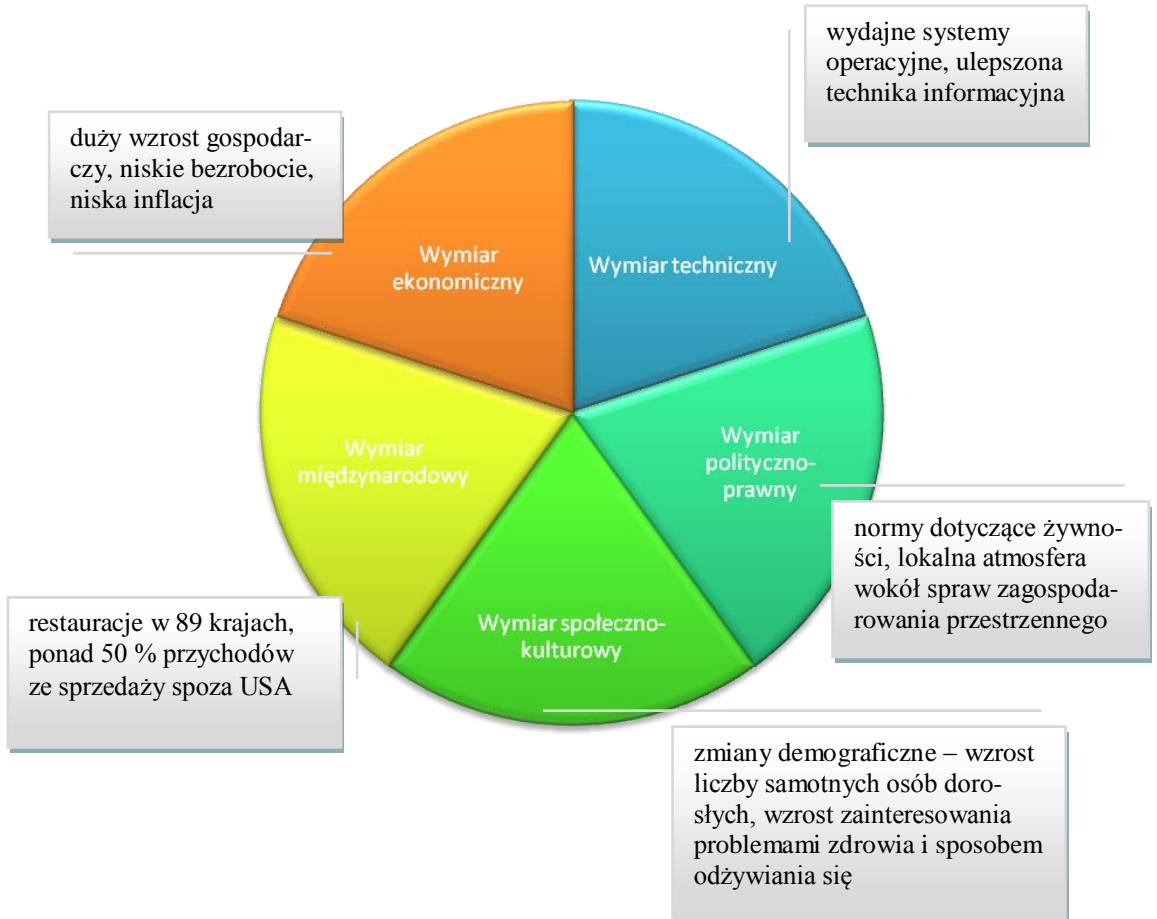 wydajne systemy
operacyjne, ulepszona
technika informacyjna
duży wzrost gospodar-
czy, niskie bezrobocie,
niska inflacja
Wymiar
ekonomiczny
Wymiar techniczny
Wymiar
międzynarodowy
Wymiar
polityczno-
prawny
normy dotyczące żywno-
ści, lokalna atmosfera
wokół spraw zagospoda-
rowania przestrzennego
restauracje w 89 krajach,
ponad 50 % przychodów
ze sprzedaży spoza USA
Wymiar społeczno-
kulturowy
zmiany demograficzne – wzrost
liczby samotnych osób doro-
słych, wzrost zainteresowania
problemami zdrowia i sposobem
odżywiania się